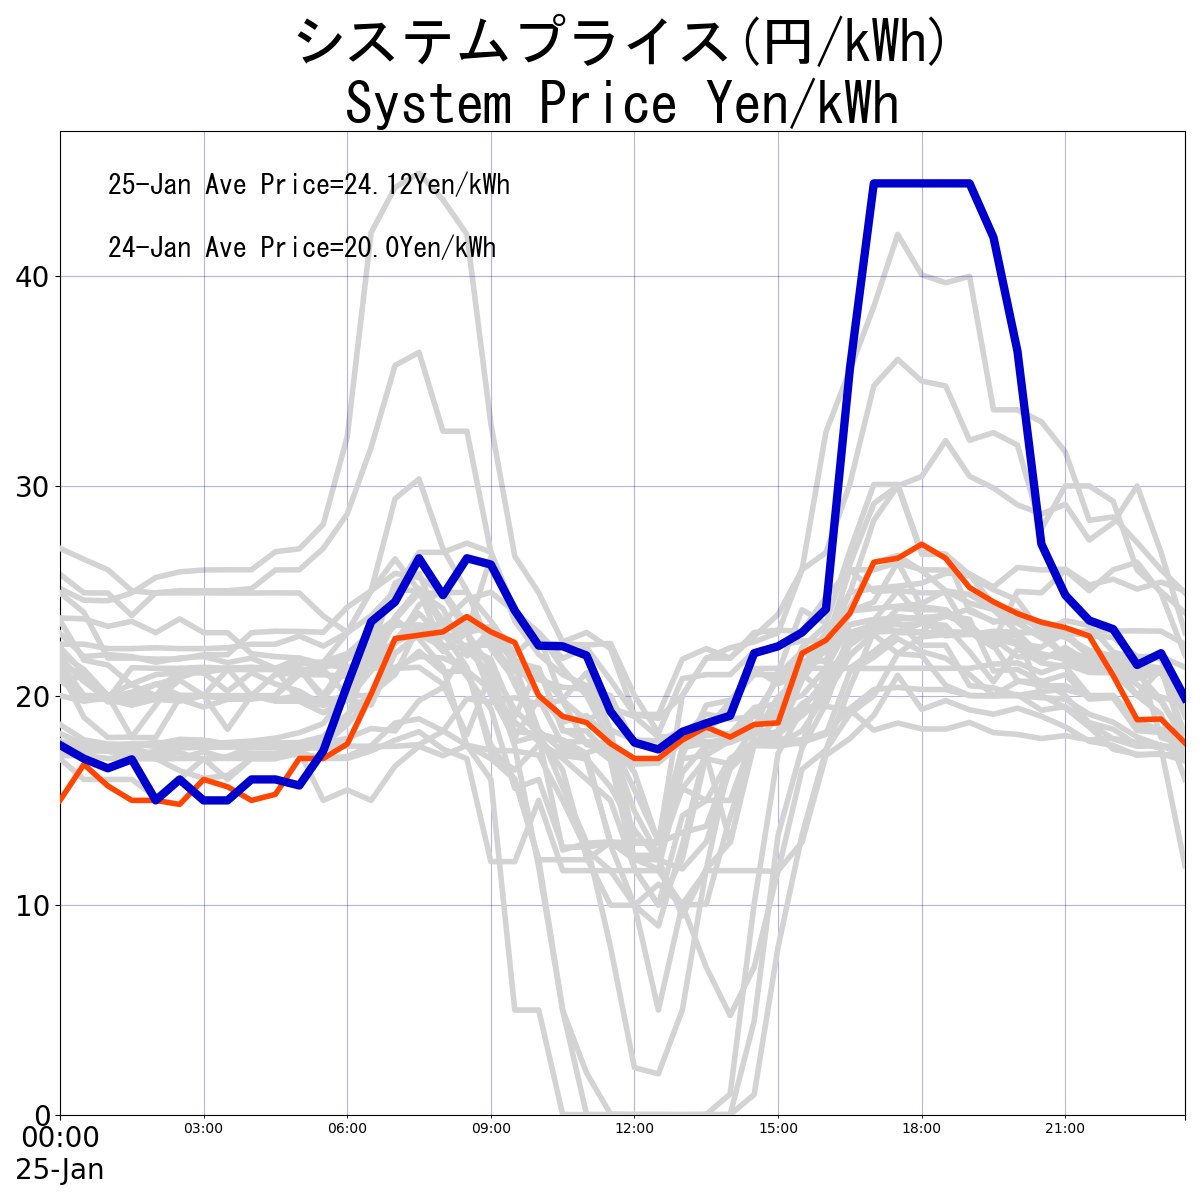 システムプライス(円/kWh)
System Price Yen/kWh
25-Jan Ave Price=24.12Yen/kWh
24-Jan Ave Price=20.0Yen/kWh
40
30
20
10
0
00:00 03:00 06:00 09:00 12:00 15:00 18:00 21:00
25-Jan